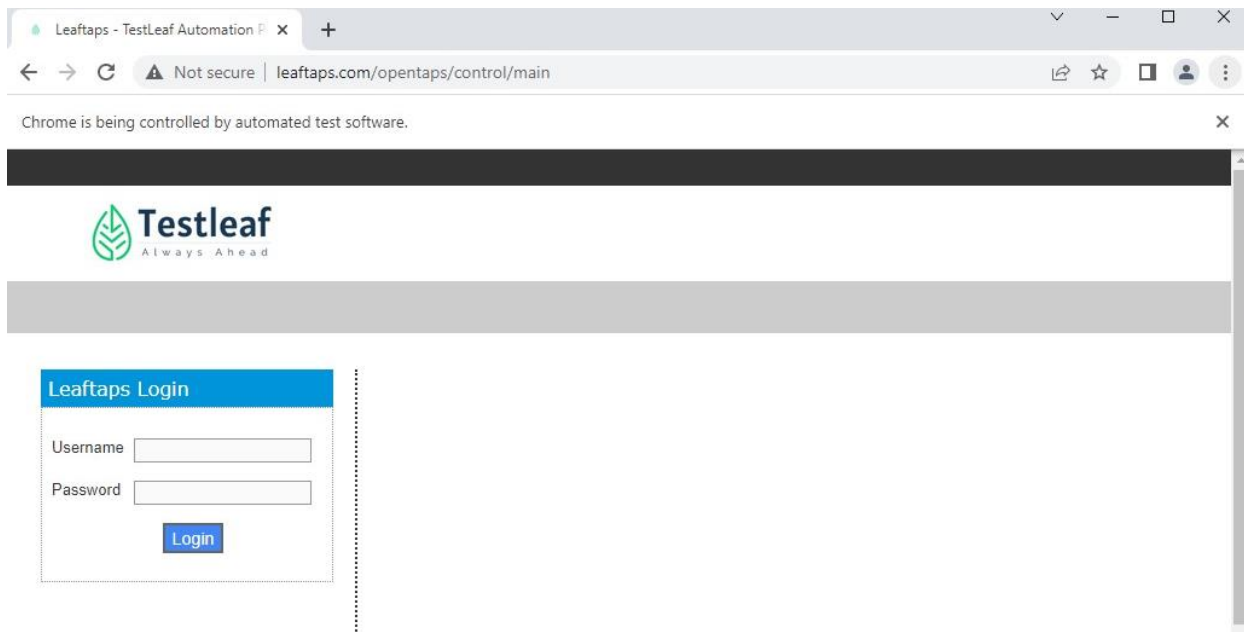 Leaftaps - TestLeaf Automation P
Not secure | leaftaps.com/opentaps/control/main
Chrome is being controlled by automated test software.
Testleaf
Always Ahead
Leaftaps Login
Username
Password
Login